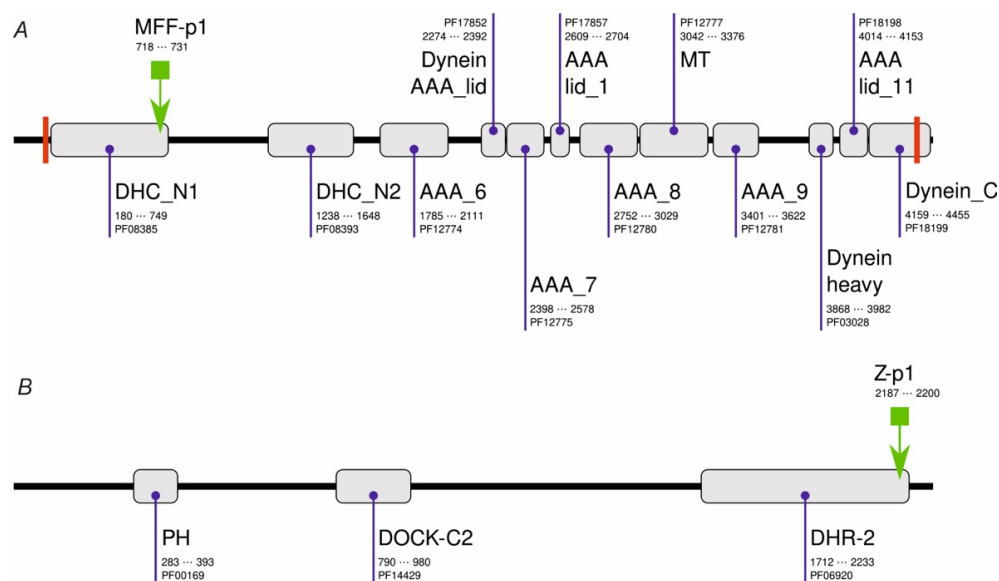 A
MFF-p1
718 ··· 731
PF17852
2274 ··· 2392
Dynein
AAA_lid
PF17857
2609 ··· 2704
AAA
lid_1
PF12777
3042 ··· 3376
MT
PF18198
4014 ··· 4153
AAA
lid_11
DHC_N1
180 ··· 749
PF08385
DHC_N2
1238 ··· 1648
PF08393
AAA_6
1785 ··· 2111
PF12774
AAA_7
2398 ··· 2578
PF12775
AAA_8
2752 ··· 3029
PF12780
AAA_9
3401 ··· 3622
PF12781
Dynein
heavy
3868 ··· 3982
PF03028
Dynein_C
4159 ··· 4455
PF18199
B
Z-p1
2187 ··· 2200
PH
283 ··· 393
PF00169
DOCK-C2
790 ··· 980
PF14429
DHR-2
1712 ··· 2233
PF06920